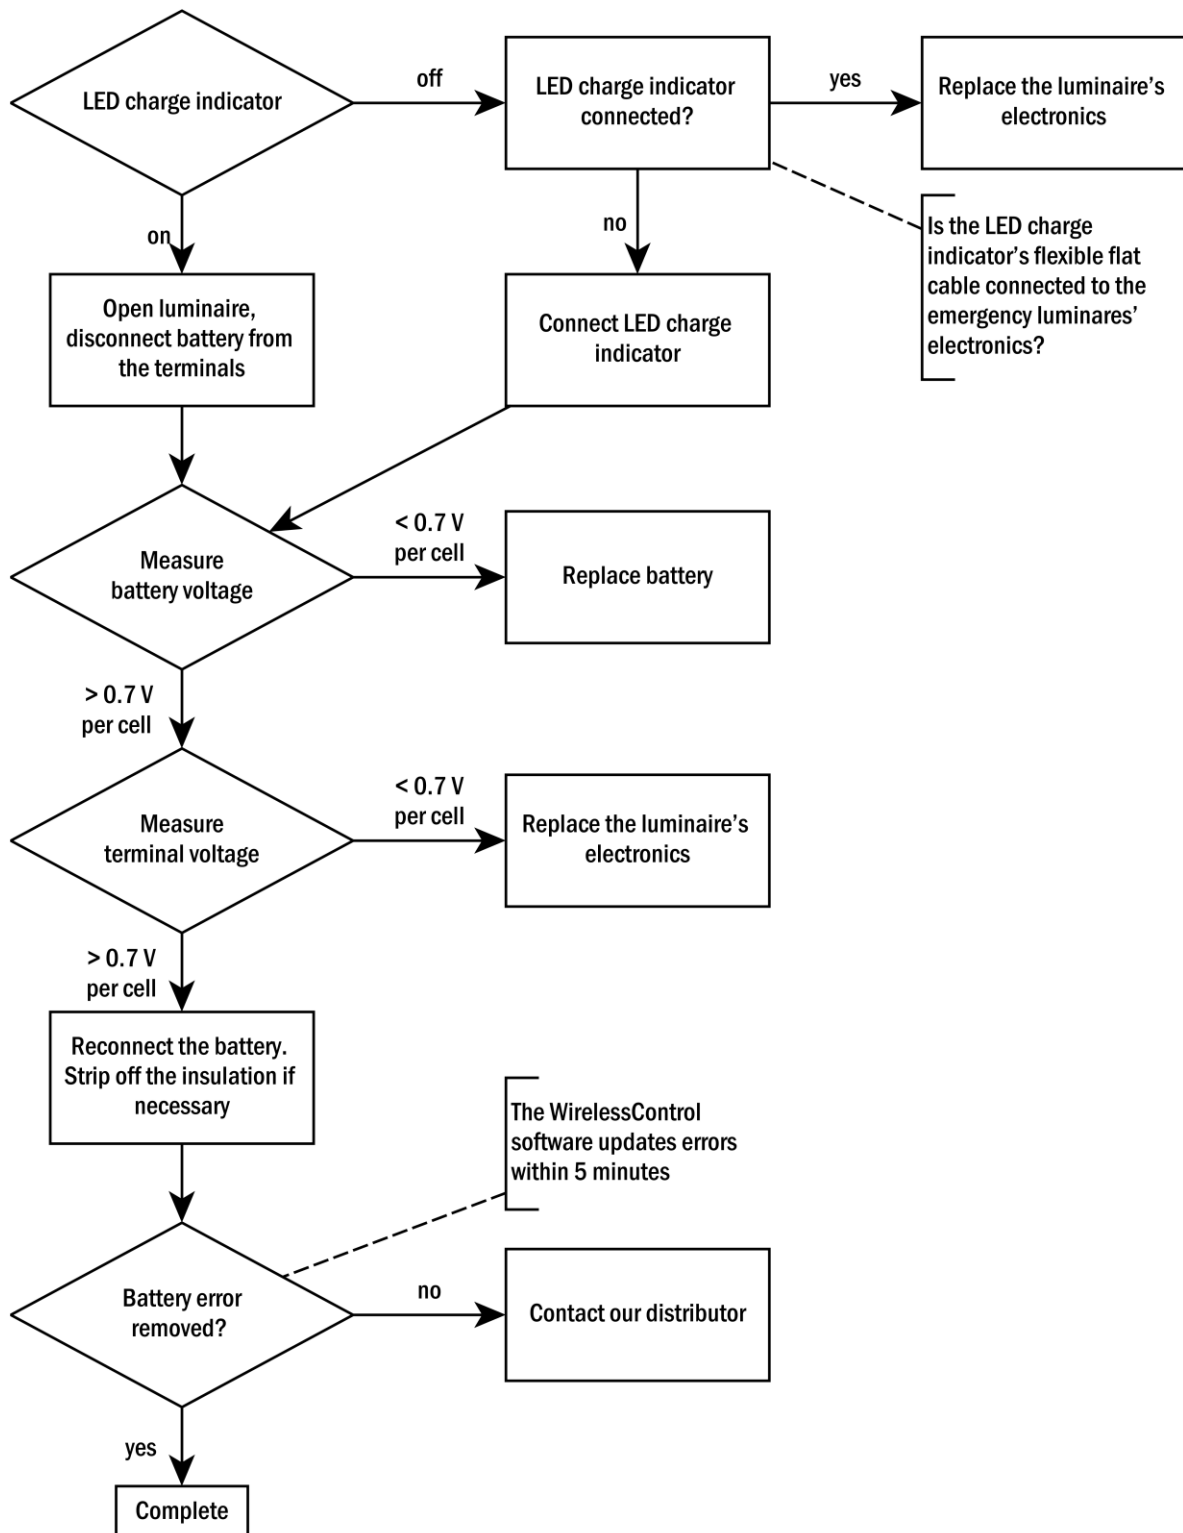 LED charge indicator
off
LED charge indicator
connected?
yes
Replace the luminaire's
electronics
on
no
Is the LED charge
indicator's flexible flat
cable connected to the
emergency luminares'
electronics?
Open luminaire,
disconnect battery from
the terminals
Connect LED charge
indicator
Measure
battery voltage
< 0.7 V
per cell
Replace battery
> 0.7 V
per cell
Measure
terminal voltage
< 0.7 V
per cell
Replace the luminaire's
electronics
> 0.7 V
per cell
Reconnect the battery.
Strip off the insulation if
necessary
The WirelessControl
software updates errors
within 5 minutes
Battery error
removed?
no
Contact our distributor
yes
Complete